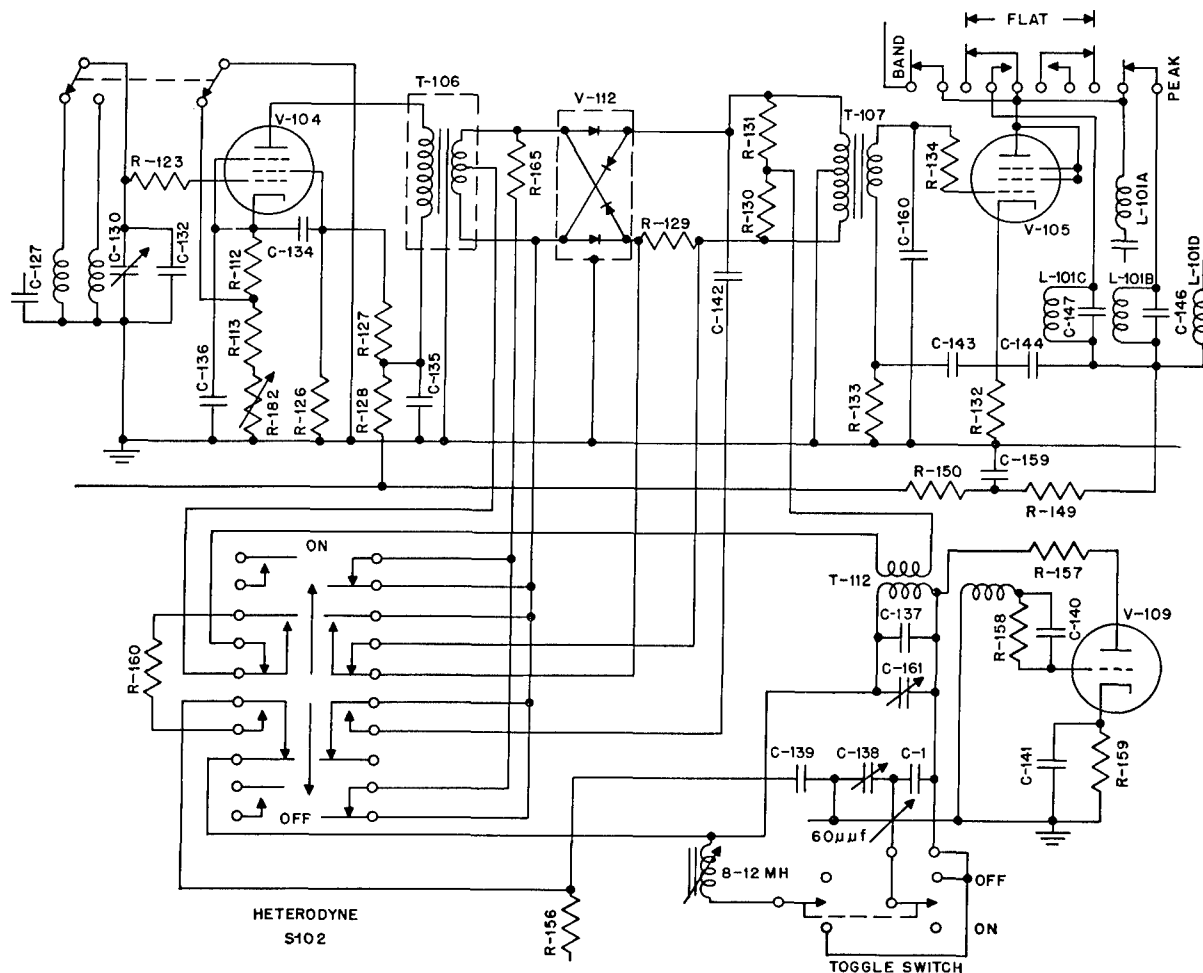 FLAT
BAND
PEAK
T-106
V-112
V-104
R-123
C-127
C-130
C-132
C-134
R-112
R-113
R-182
C-136
R-126
R-127
R-128
C-135
R-165
R-129
C-142
R-131
R-130
T-107
C-160
R-134
V-105
L-101A
L-101C
C-147
L-101B
C-146
L-101D
C-143
C-144
R-133
R-132
C-159
R-150
R-149
ON
OFF
R-160
HETERODYNE
S-102
T-112
R-157
C-137
C-161
R-158
C-140
V-109
C-139
C-138
C-1
C-141
R-159
60µµf
8-12 MH
R-156
OFF
ON
TOGGLE SWITCH